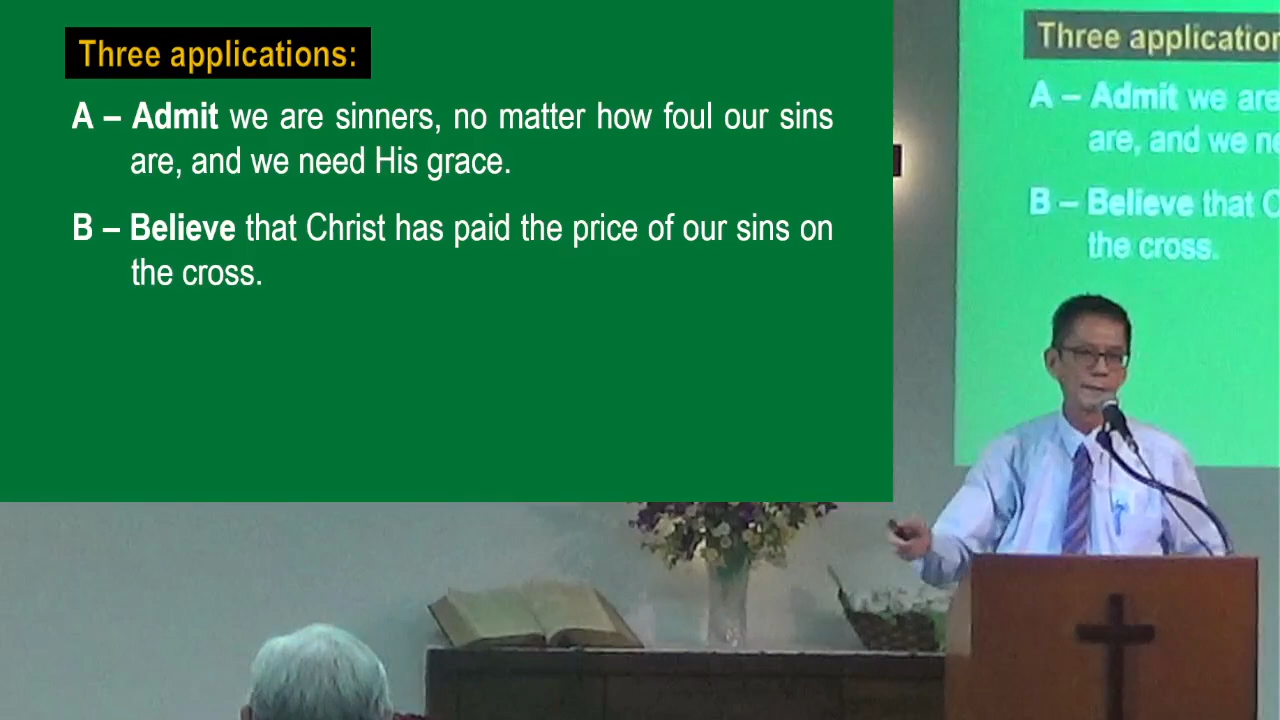 Three applications:
A – Admit we are sinners, no matter how foul our sins
are, and we need His grace.
B – Believe that Christ has paid the price of our sins on
the cross.
Three application
A – Admit we are
are, and we ne
B – Believe that C
the cross.